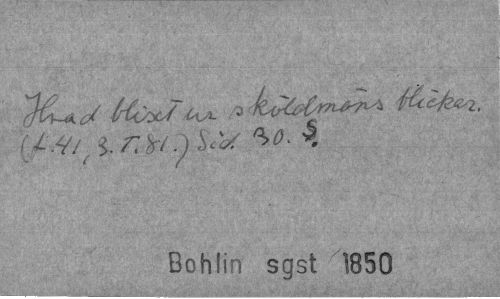 Hvad blixt ur sköldmöns blickar.
(L.41, 3.T.81.) Sid. 30. S.
Bohlin sgst 1850